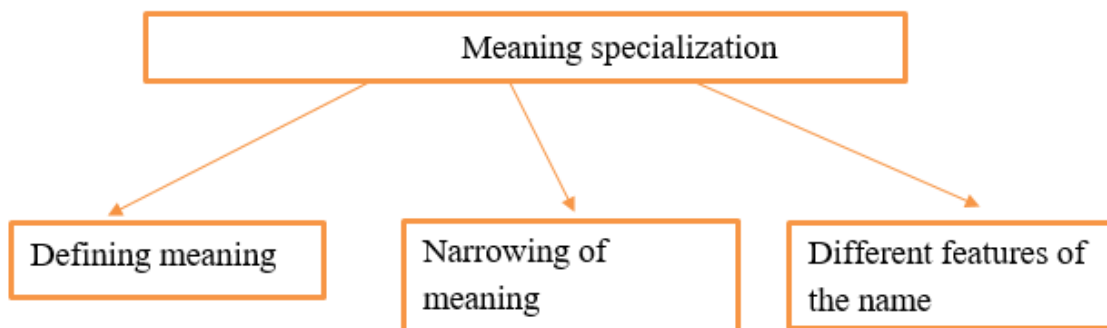 Meaning specialization
Defining meaning
Narrowing of
meaning
Different features of
the name